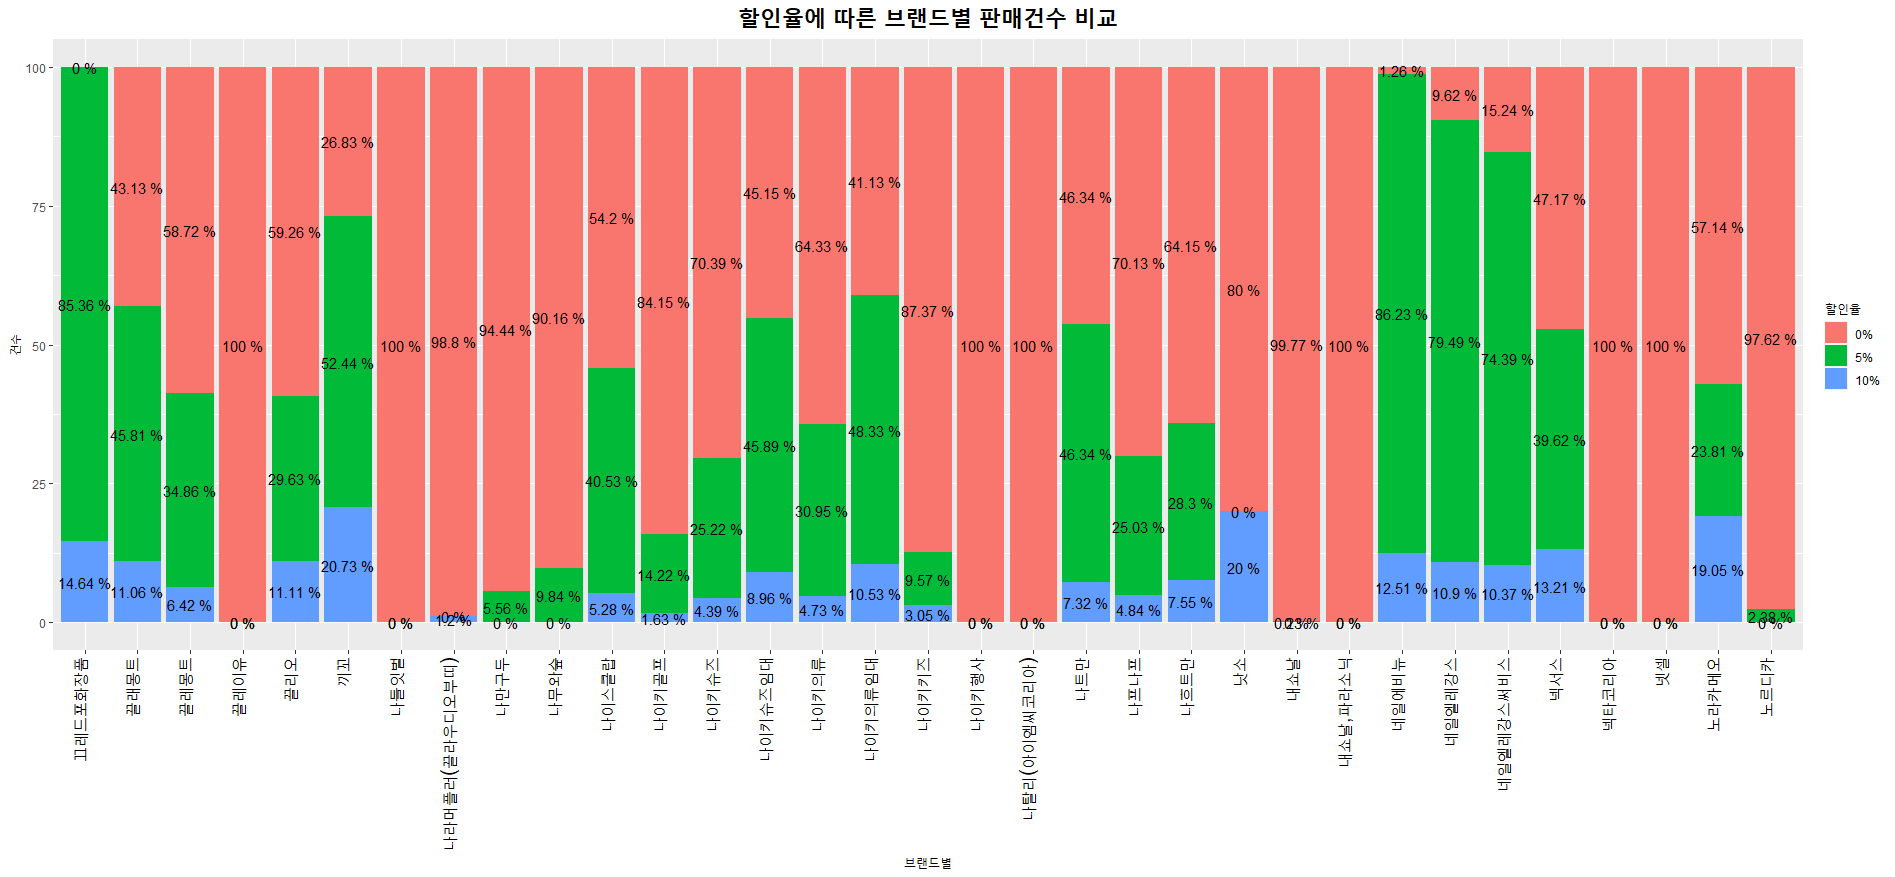 할인율에 따른 브랜드별 판매건수 비교
건수
100
75
50
25
0
0 %
85.36 %
14.64 %
43.13 %
45.81 %
11.06 %
58.72 %
34.86 %
6.42 %
100 %
0 %
59.26 %
29.63 %
11.11 %
26.83 %
52.44 %
20.73 %
100 %
0 %
98.8 %
0 %
1.2 %
94.44 %
5.56 %
0 %
90.16 %
9.84 %
0 %
54.2 %
40.53 %
5.28 %
84.15 %
14.22 %
1.63 %
70.39 %
25.22 %
4.39 %
45.15 %
45.89 %
8.96 %
64.33 %
30.95 %
4.73 %
41.13 %
48.33 %
10.53 %
87.37 %
9.57 %
3.05 %
100 %
0 %
100 %
0 %
46.34 %
46.34 %
7.32 %
70.13 %
25.03 %
4.84 %
64.15 %
28.3 %
7.55 %
80 %
0 %
20 %
99.77 %
0.23 %
100 %
0 %
1.26 %
86.23 %
12.51 %
9.62 %
79.49 %
10.9 %
15.24 %
74.39 %
10.37 %
47.17 %
39.62 %
13.21 %
100 %
0 %
100 %
0 %
57.14 %
23.81 %
19.05 %
97.62 %
2.38 %
0 %
끄레드포화장품
끌래몽트
끌레몽트
끌레이유
끌리오
끼꼬
나들잇벌
나라머플러(끌라우디오부띠)
나만구두
나무와숲
나이스클랍
나이키골프
나이키슈즈
나이키슈즈임대
나이키의류
나이키의류임대
나이키키즈
나이키행사
나탈리(아이엠씨코리아)
나트만
나프나프
나흐트만
낫소
내쇼날
내쇼날,파라소닉
네일에비뉴
네일엘레강스
네일엘레강스써비스
넥서스
넥타코리아
넷셀
노라카메오
노르디카
브랜드별
할인율
0%
5%
10%